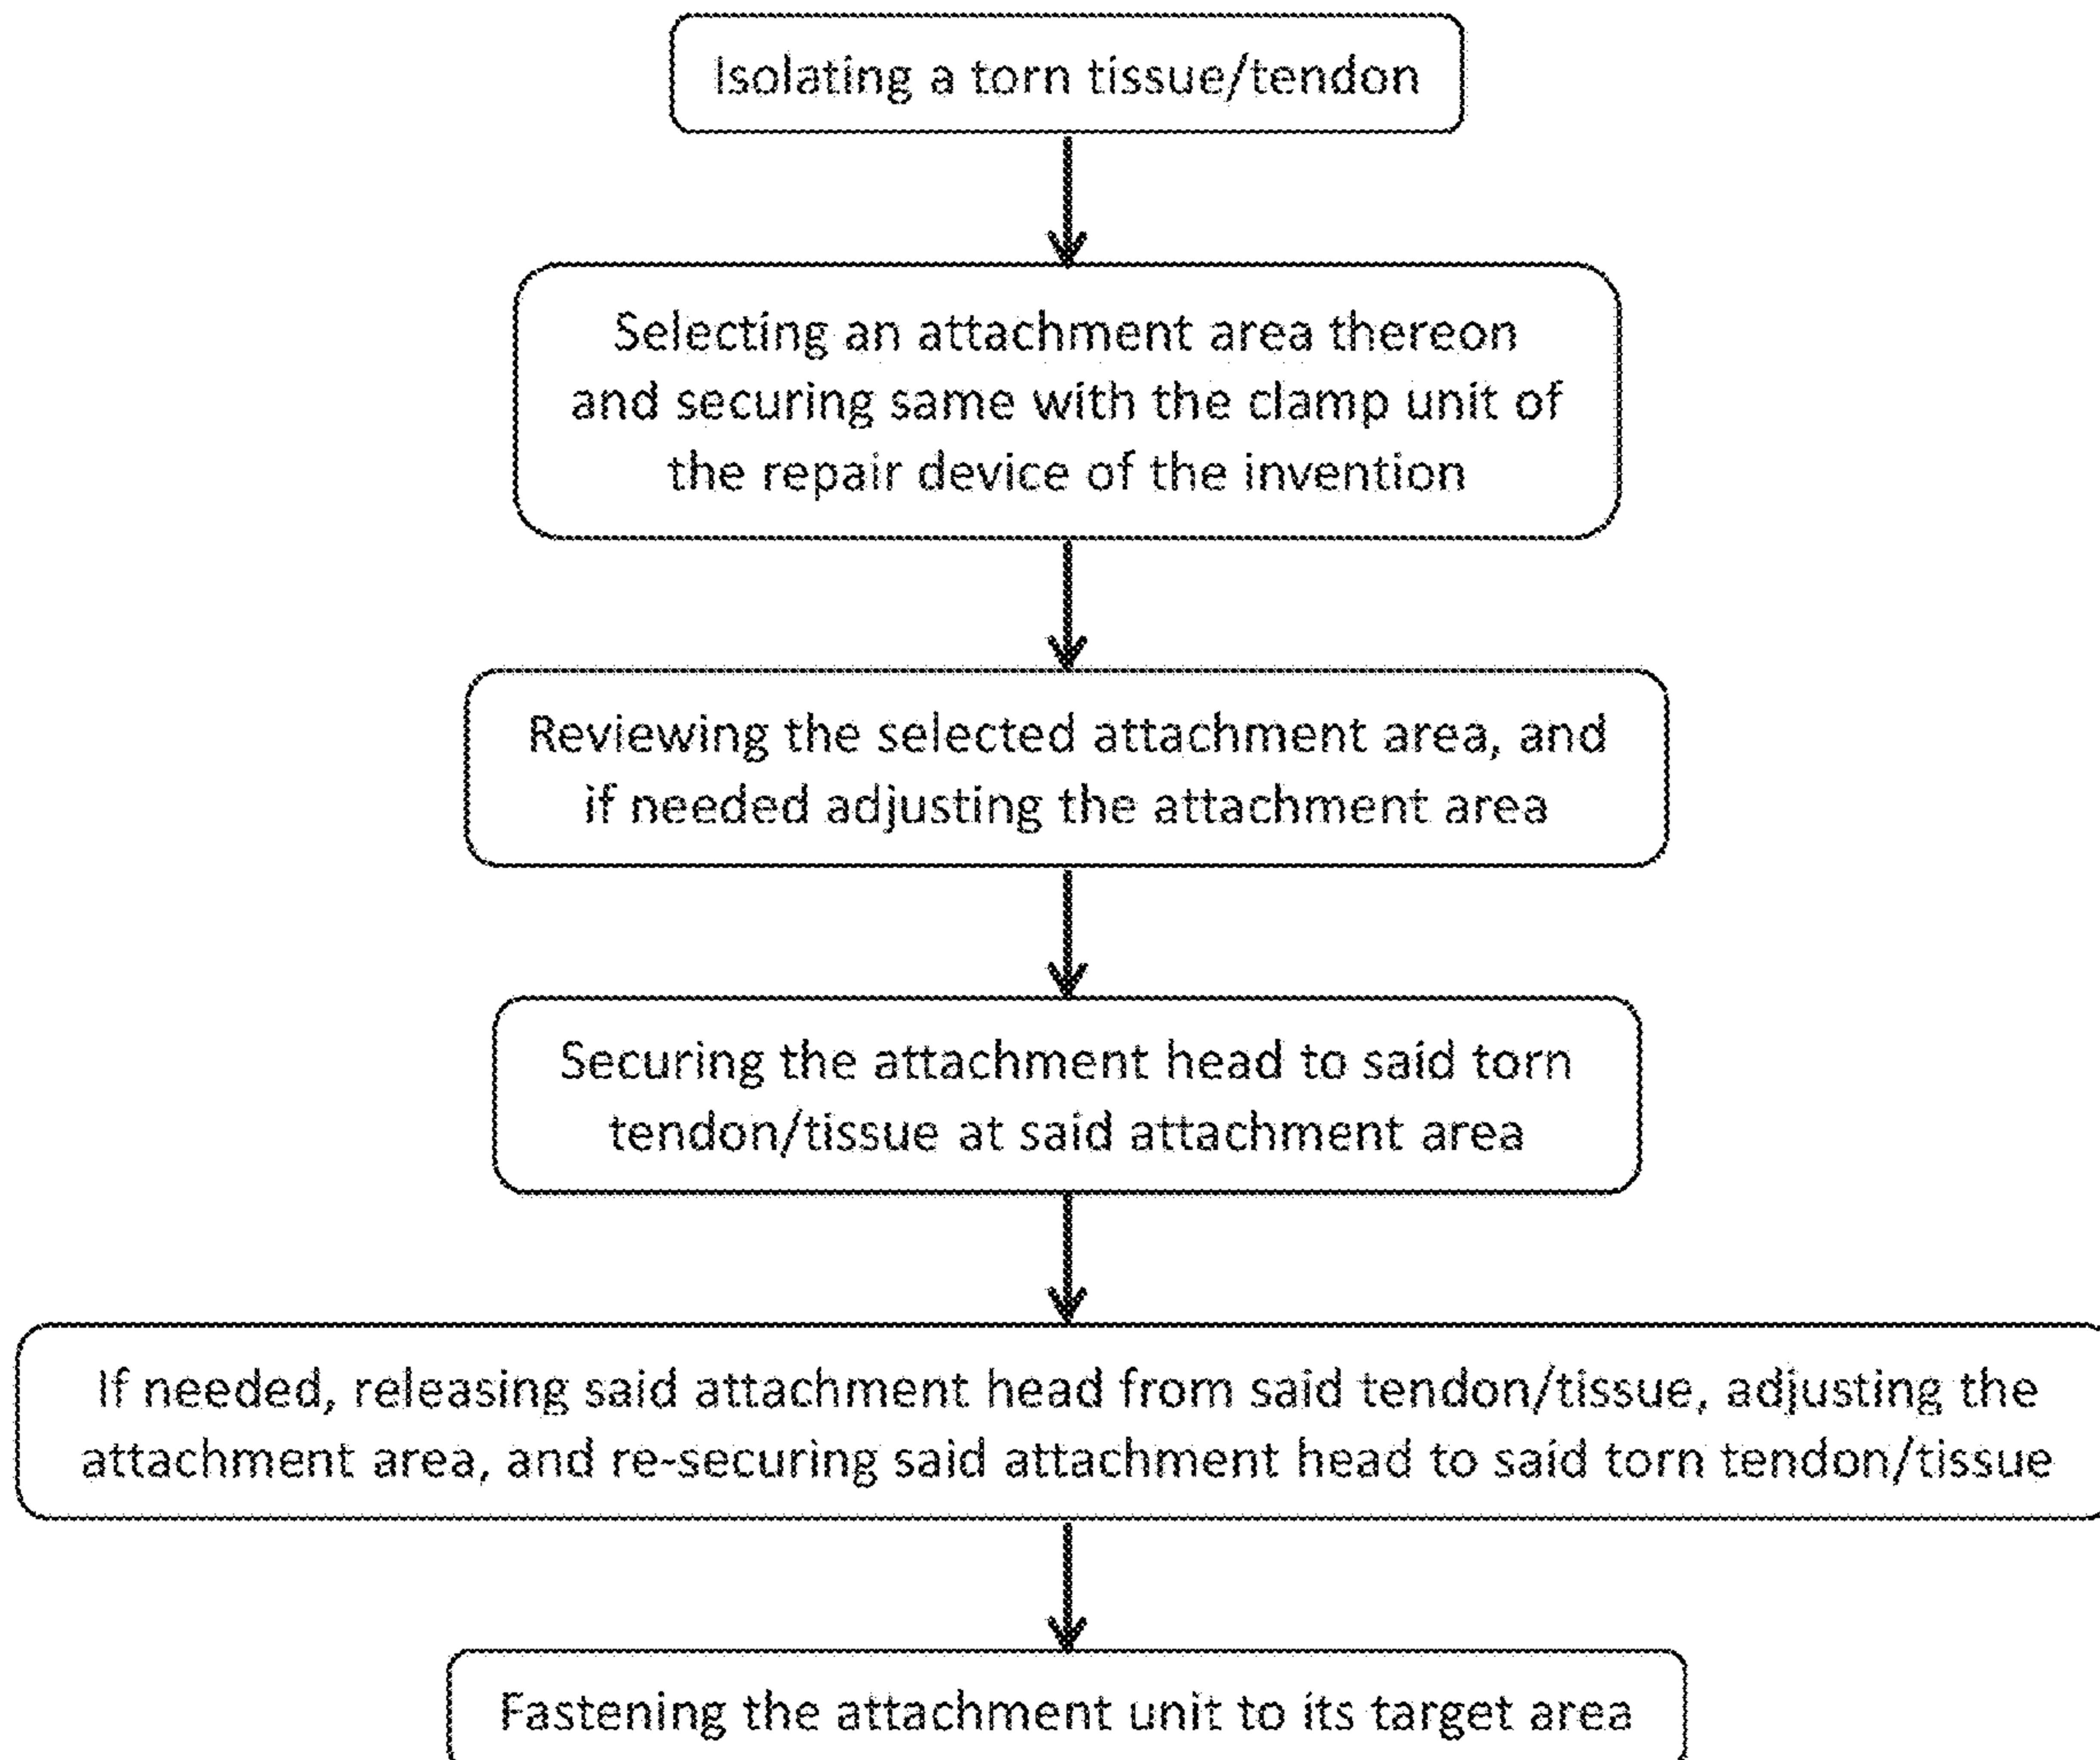 Isolating a torn tissue/tendon
Selecting an attachment area thereon
and securing same with the clamp unit of
the repair device of the invention
Reviewing the selected attachment area, and
if needed adjusting the attachment area
Securing the attachment head to said torn
tendon/tissue at said attachment area
If needed, releasing said attachment head from said tendon/tissue, adjusting the
attachment area, and re-securing said attachment head to said torn tendon/tissue
Fastening the attachment unit to its target area